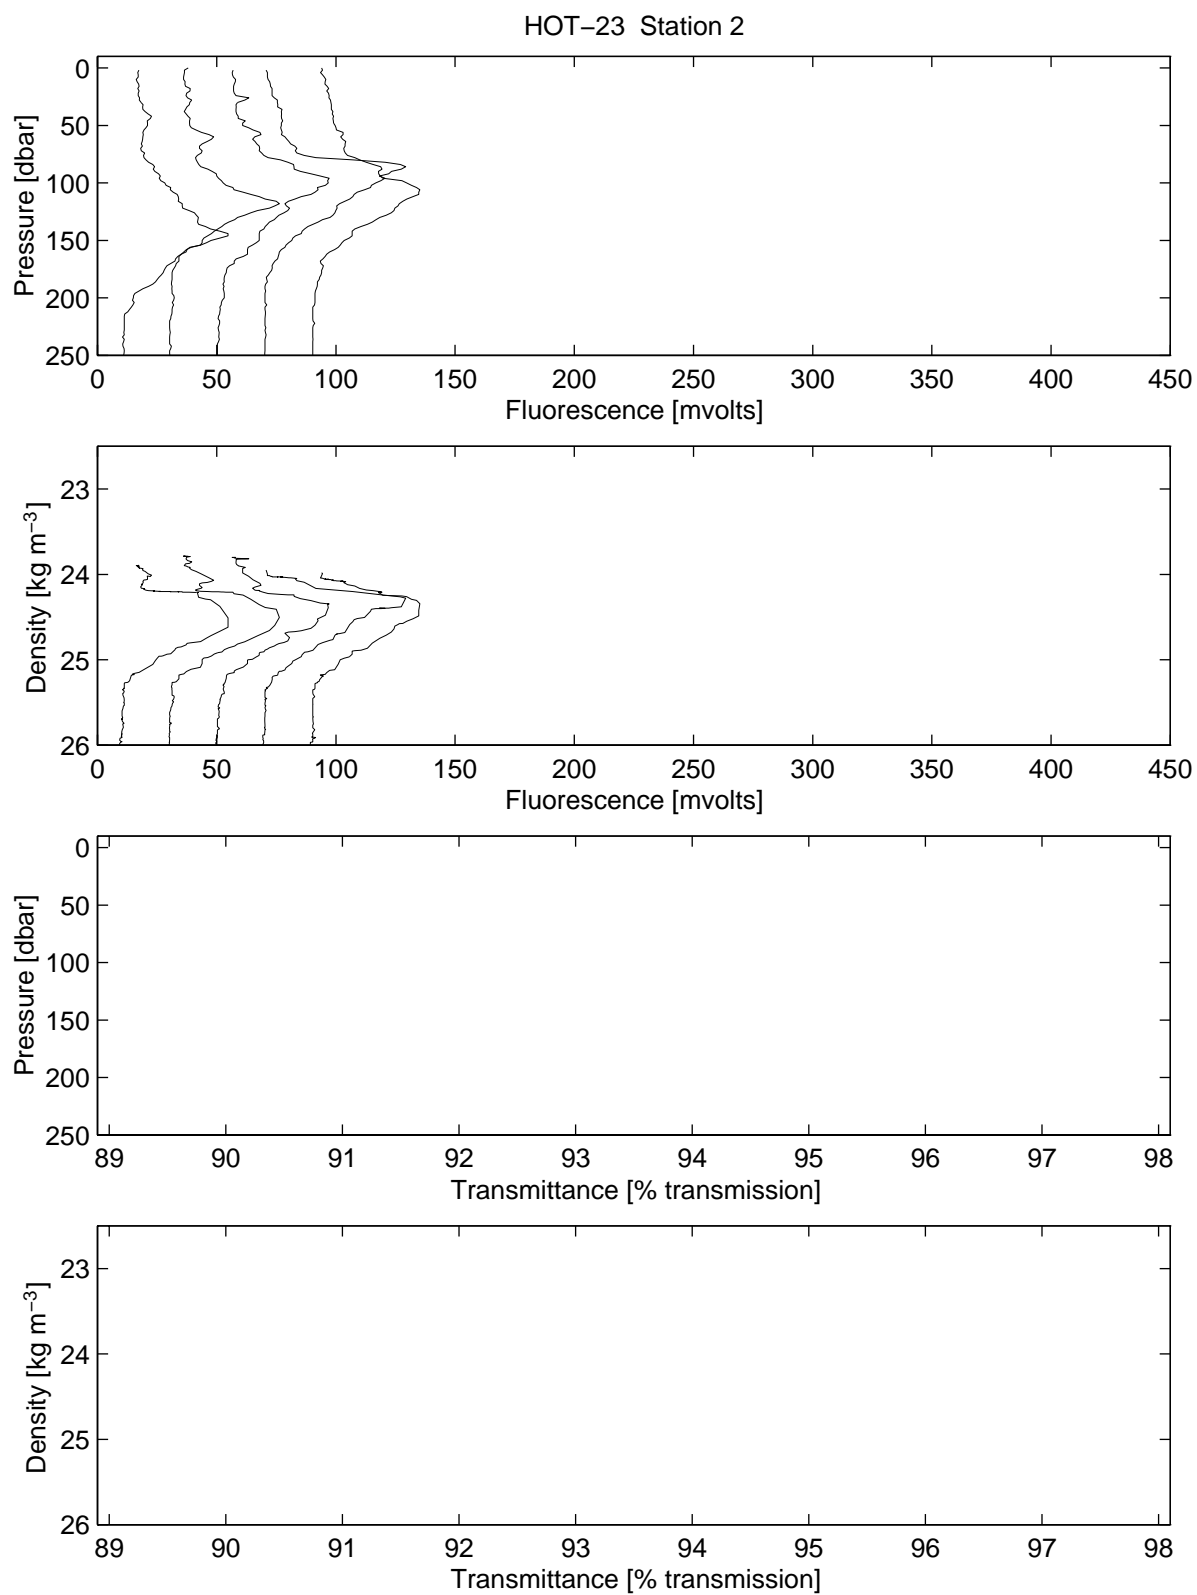 HOT−23 Station 2
0
50
100
150
200
250
Pressure [dbar]
0 50 100 150 200 250 300 350 400 450
Fluorescence [mvolts]
23
24
25
26
Density [kg m−3]
0 50 100 150 200 250 300 350 400 450
Fluorescence [mvolts]
0
50
100
150
200
250
Pressure [dbar]
89 90 91 92 93 94 95 96 97 98
Transmittance [% transmission]
23
24
25
26
Density [kg m−3]
89 90 91 92 93 94 95 96 97 98
Transmittance [% transmission]